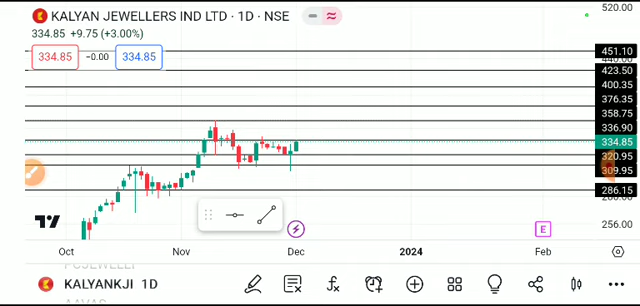 KALYAN JEWELLERS IND LTD · 1D · NSE
334.85 +9.75 (+3.00%)
334.85 −0.00 334.85
520.00
451.10
423.50
400.35
376.35
358.75
336.90
334.85
320.95
309.95
286.15
256.00
E
Oct Nov Dec 2024 Feb
KALYANKJI 1D